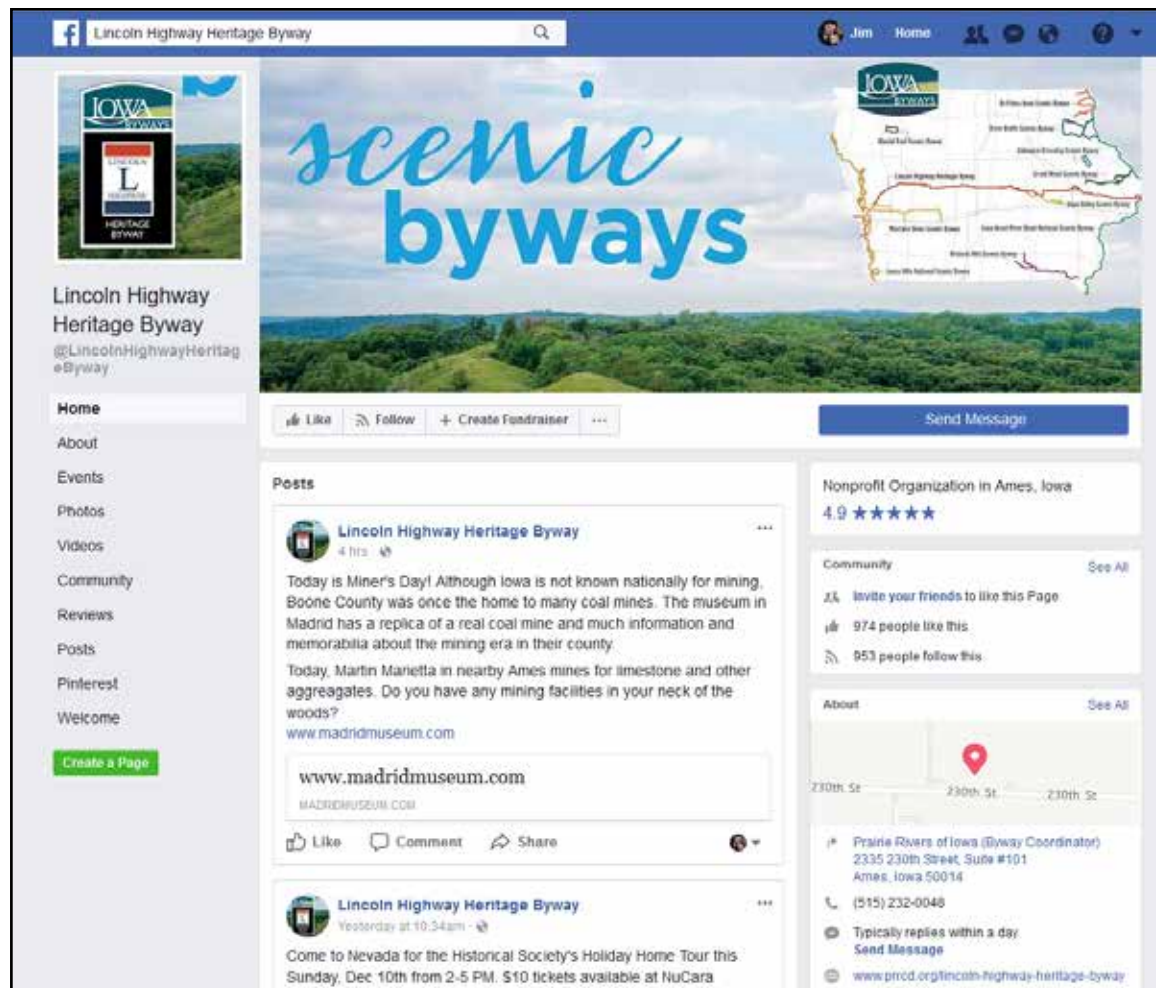 Lincoln Highway Heritage Byway
Jim Home
IOWA
BYWAYS
LINCOLN
L
HIGHWAY
HERITAGE
BYWAY
scenic
byways
IOWA
BYWAYS
Lincoln Highway Heritage Byway
Lincoln Highway
Heritage Byway
@LincolnHighwayHeritag
eByway
Home
About
Events
Photos
Videos
Community
Reviews
Posts
Pinterest
Welcome
Create a Page
Like Follow + Create Fundraiser ...
Send Message
Posts
Lincoln Highway Heritage Byway
4 hrs
Today is Miner's Day! Although Iowa is not known nationally for mining,
Boone County was once the home to many coal mines. The museum in
Madrid has a replica of a real coal mine and much information and
memorabilia about the mining era in their county.
Today, Martin Marietta in nearby Ames mines for limestone and other
aggreagates. Do you have any mining facilities in your neck of the
woods?
www.madridmuseum.com
www.madridmuseum.com
MADRIDMUSEUM.COM
Like Comment Share
Lincoln Highway Heritage Byway
Yesterday at 10:34am
Come to Nevada for the Historical Society's Holiday Home Tour this
Sunday, Dec 10th from 2-5 PM. $10 tickets available at NuCara
Nonprofit Organization in Ames, Iowa
4.9 ★★★★★
Community See All
Invite your friends to like this Page
974 people like this
953 people follow this
About See All
230th St 230th St 230th St
Prairie Rivers of Iowa (Byway Coordinator)
2335 230th Street, Suite #101
Ames, Iowa 50014
(515) 232-0048
Typically replies within a day
Send Message
www.prrcd.org/lincoln-highway-heritage-byway